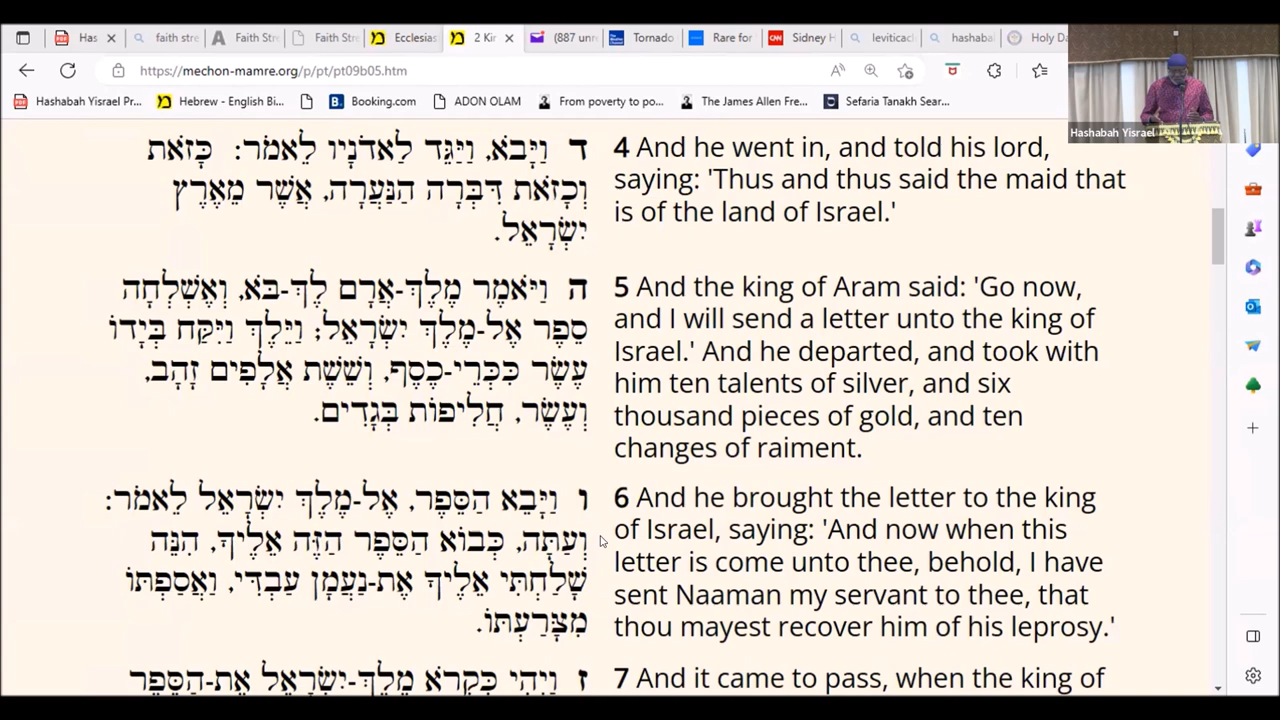 Has
faith stre
Faith Stre
Faith Stre
Ecclesias
2 Kin
(887 unre
Tornado
Rare for
Sidney H
leviticac
hashabal
Holy Da
https://mechon-mamre.org/p/pt/pt09b05.htm
Hashabah Yisrael Pr...
Hebrew - English Bi...
Booking.com
ADON OLAM
From poverty to po...
The James Allen Fre...
Sefaria Tanakh Sear...
Hashabah Yisrael
ד וַיָּבֹא, וַיַּגֵּד לַאדֹנָיו לֵאמֹר: כָּזֹאת
וְכָזֹאת דִּבְּרָה הַנַּעֲרָה, אֲשֶׁר מֵאֶרֶץ
יִשְׂרָאֵל.
4 And he went in, and told his lord,
saying: 'Thus and thus said the maid that
is of the land of Israel.'
ה וַיֹּאמֶר מֶלֶךְ-אֲרָם לֶךְ-בֹּא, וְאֶשְׁלְחָה
סֵפֶר אֶל-מֶלֶךְ יִשְׂרָאֵל; וַיֵּלֶךְ וַיִּקַּח בְּיָדוֹ
עֶשֶׂר כִּכְּרֵי-כֶסֶף, וְשֵׁשֶׁת אֲלָפִים זָהָב,
וְעֶשֶׂר, חֲלִיפוֹת בְּגָדִים.
5 And the king of Aram said: 'Go now,
and I will send a letter unto the king of
Israel.' And he departed, and took with
him ten talents of silver, and six
thousand pieces of gold, and ten
changes of raiment.
ו וַיָּבֵא הַסֵּפֶר, אֶל-מֶלֶךְ יִשְׂרָאֵל לֵאמֹר:
וְעַתָּה, כְּבוֹא הַסֵּפֶר הַזֶּה אֵלֶיךָ, הִנֵּה
שָׁלַחְתִּי אֵלֶיךָ אֶת-נַעֲמָן עַבְדִּי, וַאֲסַפְתּוֹ
מִצָּרַעְתּוֹ.
6 And he brought the letter to the king
of Israel, saying: 'And now when this
letter is come unto thee, behold, I have
sent Naaman my servant to thee, that
thou mayest recover him of his leprosy.'
ז וַיְהִי כִּקְרֹא מֶלֶךְ-יִשְׂרָאֵל אֶת-הַסֵּפֶר
7 And it came to pass, when the king of